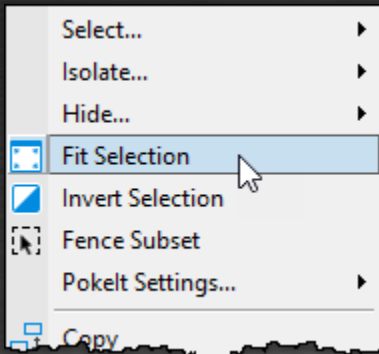 Select...
Isolate...
Hide...
Fit Selection
Invert Selection
Fence Subset
PokeIt Settings...
Copy